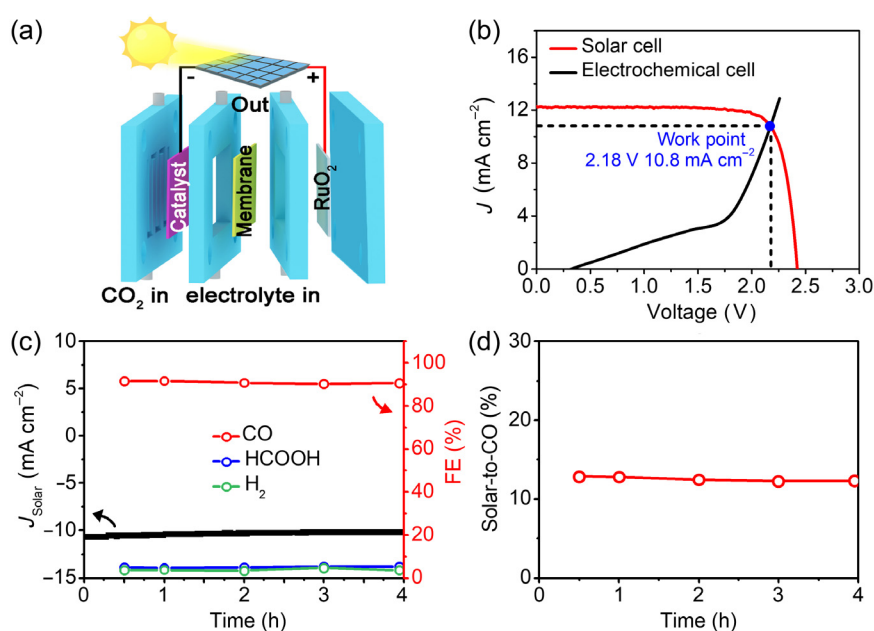 (a)
-
+
Out
Catalyst
Membrane
RuO₂
CO₂ in
electrolyte in
(b)
J (mA cm⁻²)
16
12
8
4
0
Solar cell
Electrochemical cell
Work point
2.18 V 10.8 mA cm⁻²
0.0 0.5 1.0 1.5 2.0 2.5 3.0
Voltage (V)
(c)
J_Solar (mA cm⁻²)
10
5
0
−5
−10
−15
CO
HCOOH
H₂
100
80
60
40
20
0
FE (%)
0 1 2 3 4
Time (h)
(d)
Solar-to-CO (%)
30
20
10
0
0 1 2 3 4
Time (h)